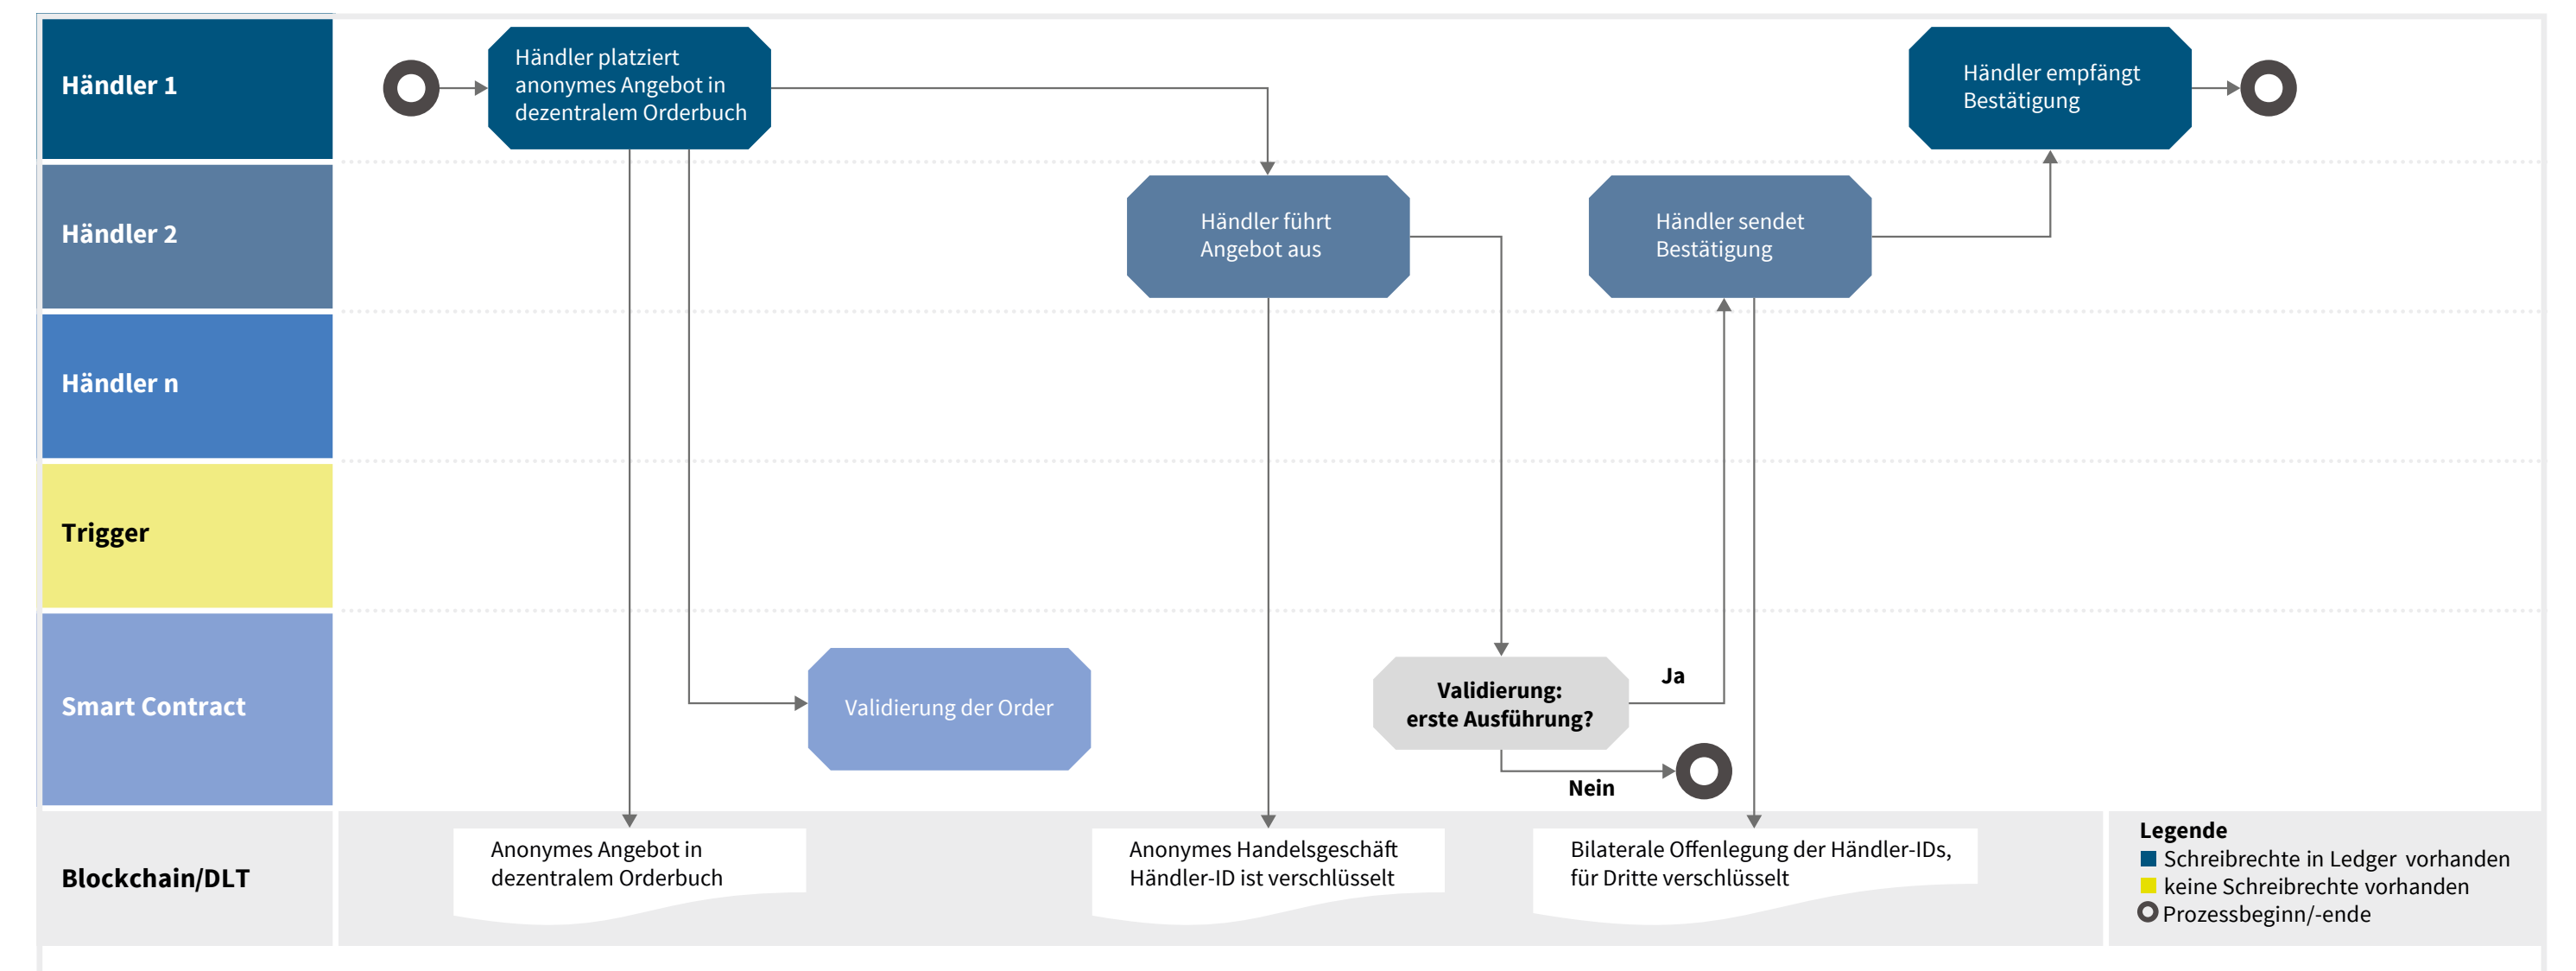 Händler 1
Händler platziert
anonymes Angebot in
dezentralem Orderbuch
Händler empfängt
Bestätigung
Händler 2
Händler führt
Angebot aus
Händler sendet
Bestätigung
Händler n
Trigger
Smart Contract
Validierung der Order
Validierung:
erste Ausführung?
Ja
Nein
Blockchain/DLT
Anonymes Angebot in
dezentralem Orderbuch
Anonymes Handelsgeschäft
Händler-ID ist verschlüsselt
Bilaterale Offenlegung der Händler-IDs,
für Dritte verschlüsselt
Legende
Schreibrechte in Ledger vorhanden
keine Schreibrechte vorhanden
Prozessbeginn/-ende